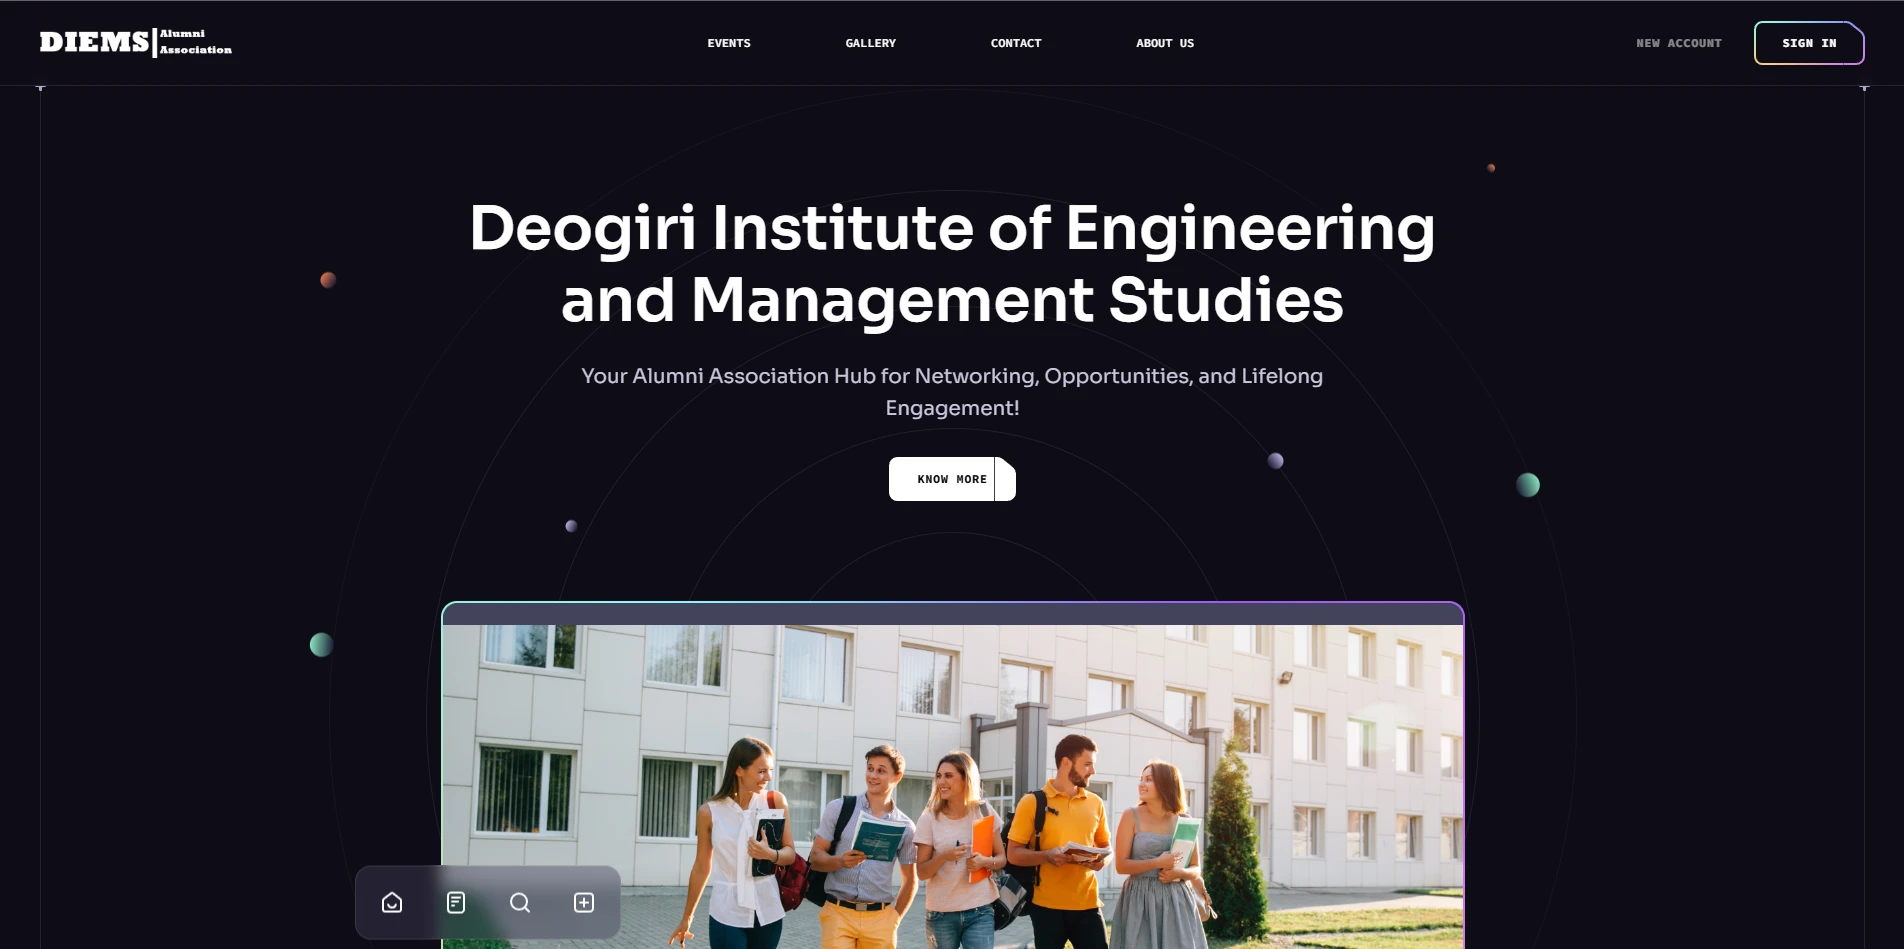 DIEMS
Alumni
Association
EVENTS
GALLERY
CONTACT
ABOUT US
NEW ACCOUNT
SIGN IN
Deogiri Institute of Engineering
and Management Studies
Your Alumni Association Hub for Networking, Opportunities, and Lifelong
Engagement!
KNOW MORE